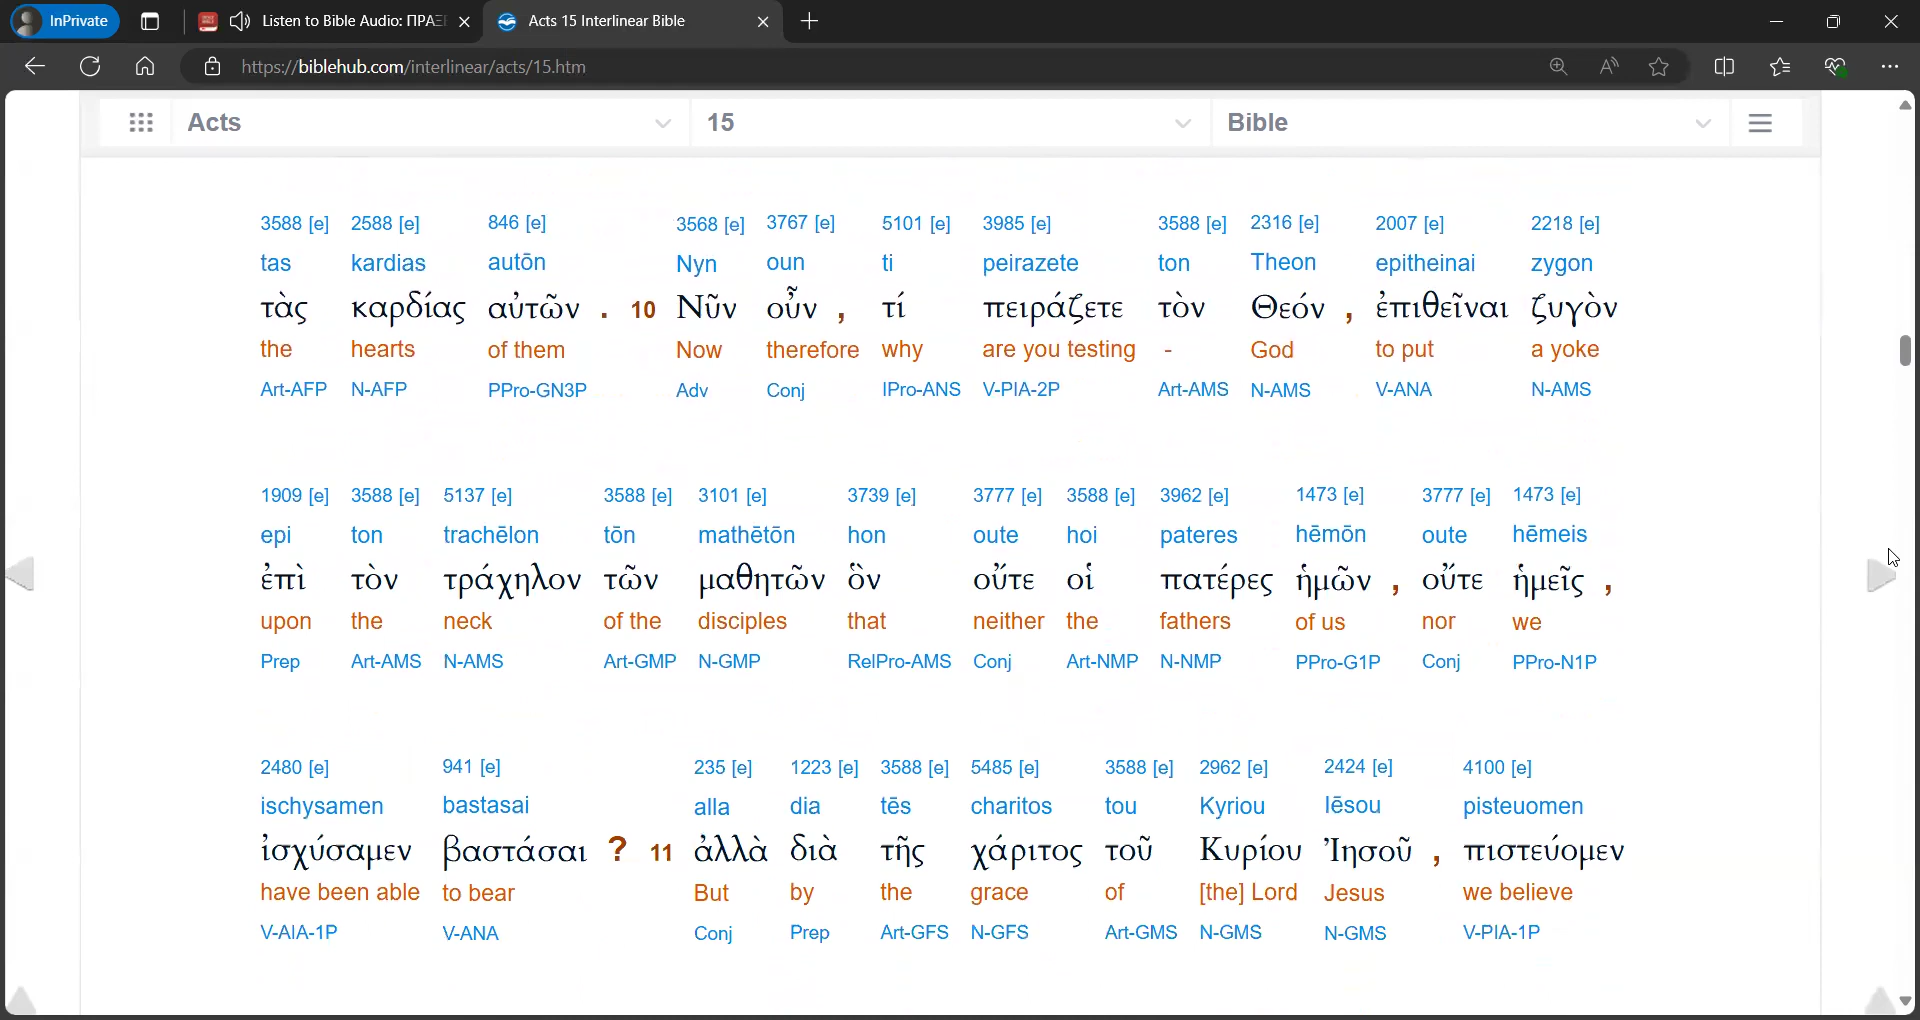 InPrivate
Listen to Bible Audio: ΠΡΑΞ
Acts 15 Interlinear Bible
https://biblehub.com/interlinear/acts/15.htm
Acts 15 Bible
3588 [e] 2588 [e] 846 [e] 3568 [e] 3767 [e] 5101 [e] 3985 [e] 3588 [e] 2316 [e] 2007 [e] 2218 [e]
tas kardias autōn Nyn oun ti peirazete ton Theon epitheinai zygon
τὰς καρδίας αὐτῶν . 10 Νῦν οὖν , τί πειράζετε τὸν Θεόν , ἐπιθεῖναι ζυγὸν
the hearts of them Now therefore why are you testing - God to put a yoke
Art-AFP N-AFP PPro-GN3P Adv Conj IPro-ANS V-PIA-2P Art-AMS N-AMS V-ANA N-AMS
1909 [e] 3588 [e] 5137 [e] 3588 [e] 3101 [e] 3739 [e] 3777 [e] 3588 [e] 3962 [e] 1473 [e] 3777 [e] 1473 [e]
epi ton trachēlon tōn mathētōn hon oute hoi pateres hēmōn oute hēmeis
ἐπὶ τὸν τράχηλον τῶν μαθητῶν ὃν οὔτε οἱ πατέρες ἡμῶν , οὔτε ἡμεῖς ,
upon the neck of the disciples that neither the fathers of us nor we
Prep Art-AMS N-AMS Art-GMP N-GMP RelPro-AMS Conj Art-NMP N-NMP PPro-G1P Conj PPro-N1P
2480 [e] 941 [e] 235 [e] 1223 [e] 3588 [e] 5485 [e] 3588 [e] 2962 [e] 2424 [e] 4100 [e]
ischysamen bastasai alla dia tēs charitos tou Kyriou Iēsou pisteuomen
ἰσχύσαμεν βαστάσαι ? 11 ἀλλὰ διὰ τῆς χάριτος τοῦ Κυρίου Ἰησοῦ , πιστεύομεν
have been able to bear But by the grace of [the] Lord Jesus we believe
V-AIA-1P V-ANA Conj Prep Art-GFS N-GFS Art-GMS N-GMS N-GMS V-PIA-1P